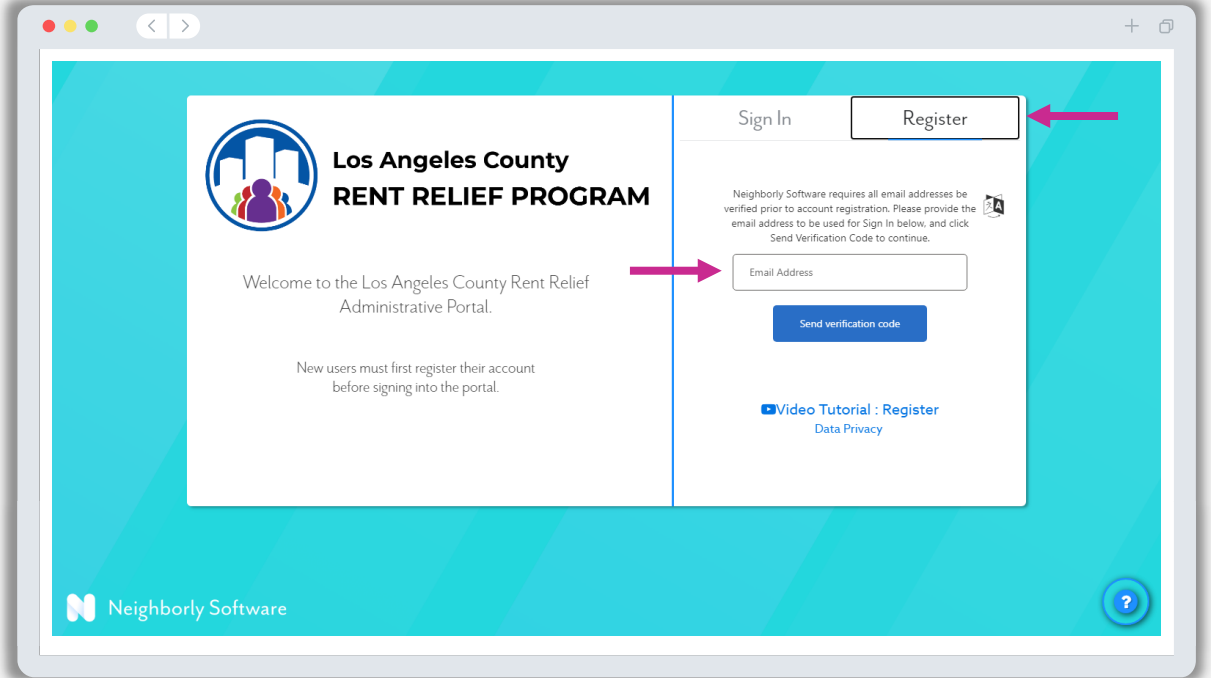 Los Angeles County
RENT RELIEF PROGRAM
Welcome to the Los Angeles County Rent Relief
Administrative Portal.
New users must first register their account
before signing into the portal.
Sign In
Register
Neighborly Software requires all email addresses be
verified prior to account registration. Please provide the
email address to be used for Sign In below, and click
Send Verification Code to continue.
文A
Email Address
Send verification code
Video Tutorial : Register
Data Privacy
N Neighborly Software
?